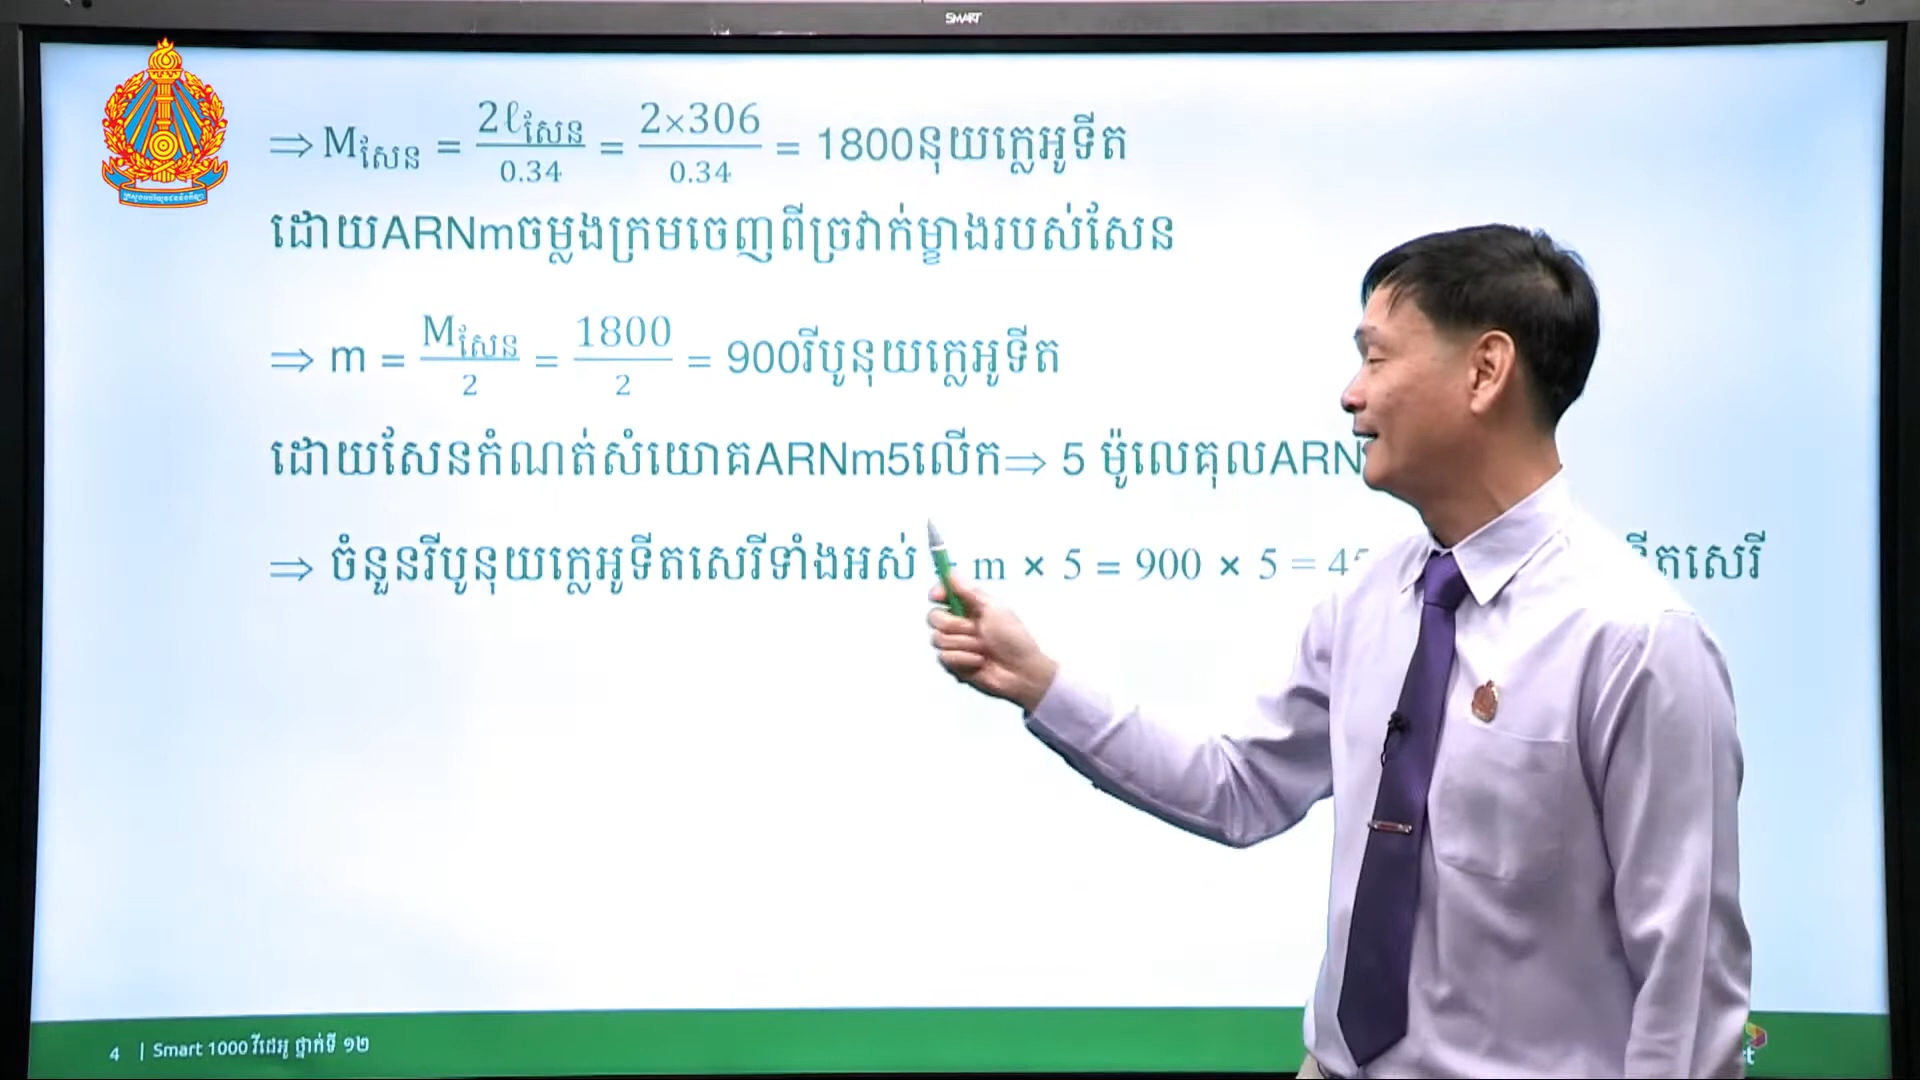 SMART
⇒ Mសែន = 2ℓសែន/0.34 = 2×306/0.34 = 1800នុយក្លេអូទីត
ដោយARNmចម្លងក្រមចេញពីច្រវាក់ម្ខាងរបស់សែន
⇒ m = Mសែន/2 = 1800/2 = 900រីបូនុយក្លេអូទីត
ដោយសែនកំណត់សំយោគARNm5លើក⇒ 5 ម៉ូលេគុលARN
⇒ ចំនួនរីបូនុយក្លេអូទីតសេរីទាំងអស់ = m × 5 = 900 × 5 = 45 ទីតសេរី
4 | Smart 1000 វីដេអូ ថ្នាក់ទី ១២